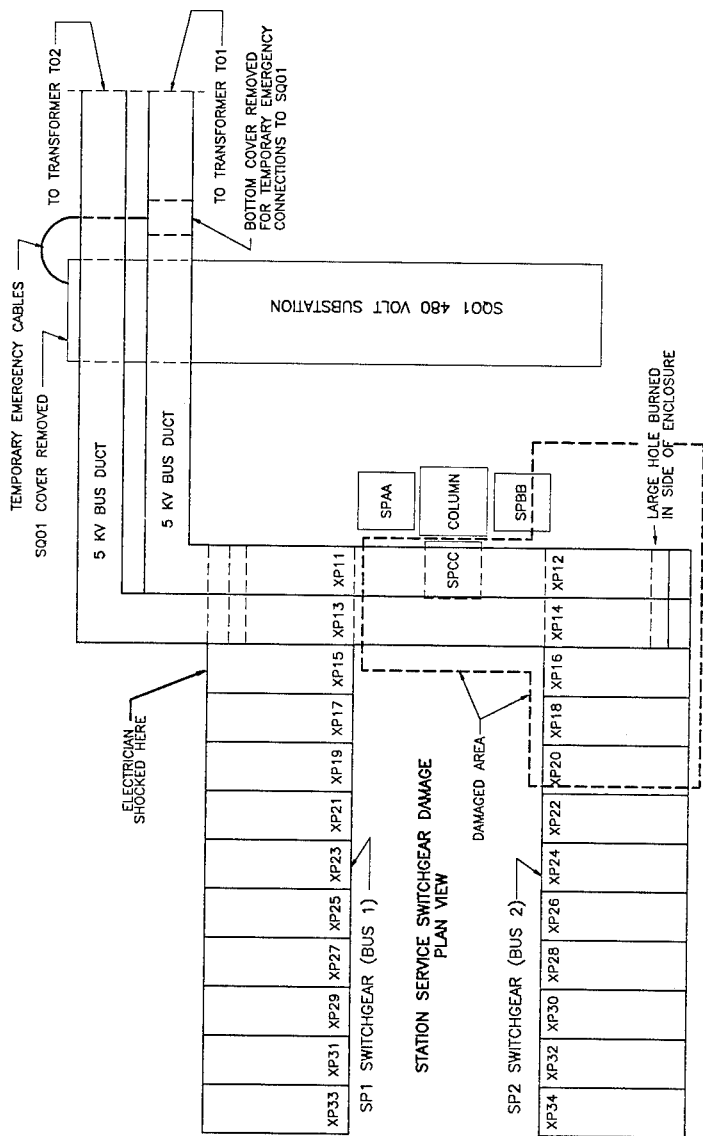 TO TRANSFORMER TO2
TO TRANSFORMER TO1
BOTTOM COVER REMOVED
FOR TEMPORARY EMERGENCY
CONNECTIONS TO SQ01
TEMPORARY EMERGENCY CABLES
SQ01 COVER REMOVED
5 KV BUS DUCT
5 KV BUS DUCT
SQ01 480 VOLT SUBSTATION
SPAA
COLUMN
SPBB
SPCC
LARGE HOLE BURNED
IN SIDE OF ENCLOSURE
ELECTRICIAN
SHOCKED HERE
XP11
XP13
XP15
XP17
XP19
XP21
XP23
XP25
XP27
XP29
XP31
XP33
SP1 SWITCHGEAR (BUS 1)
STATION SERVICE SWITCHGEAR DAMAGE
PLAN VIEW
DAMAGED AREA
SP2 SWITCHGEAR (BUS 2)
XP12
XP14
XP16
XP18
XP20
XP22
XP24
XP26
XP28
XP30
XP32
XP34